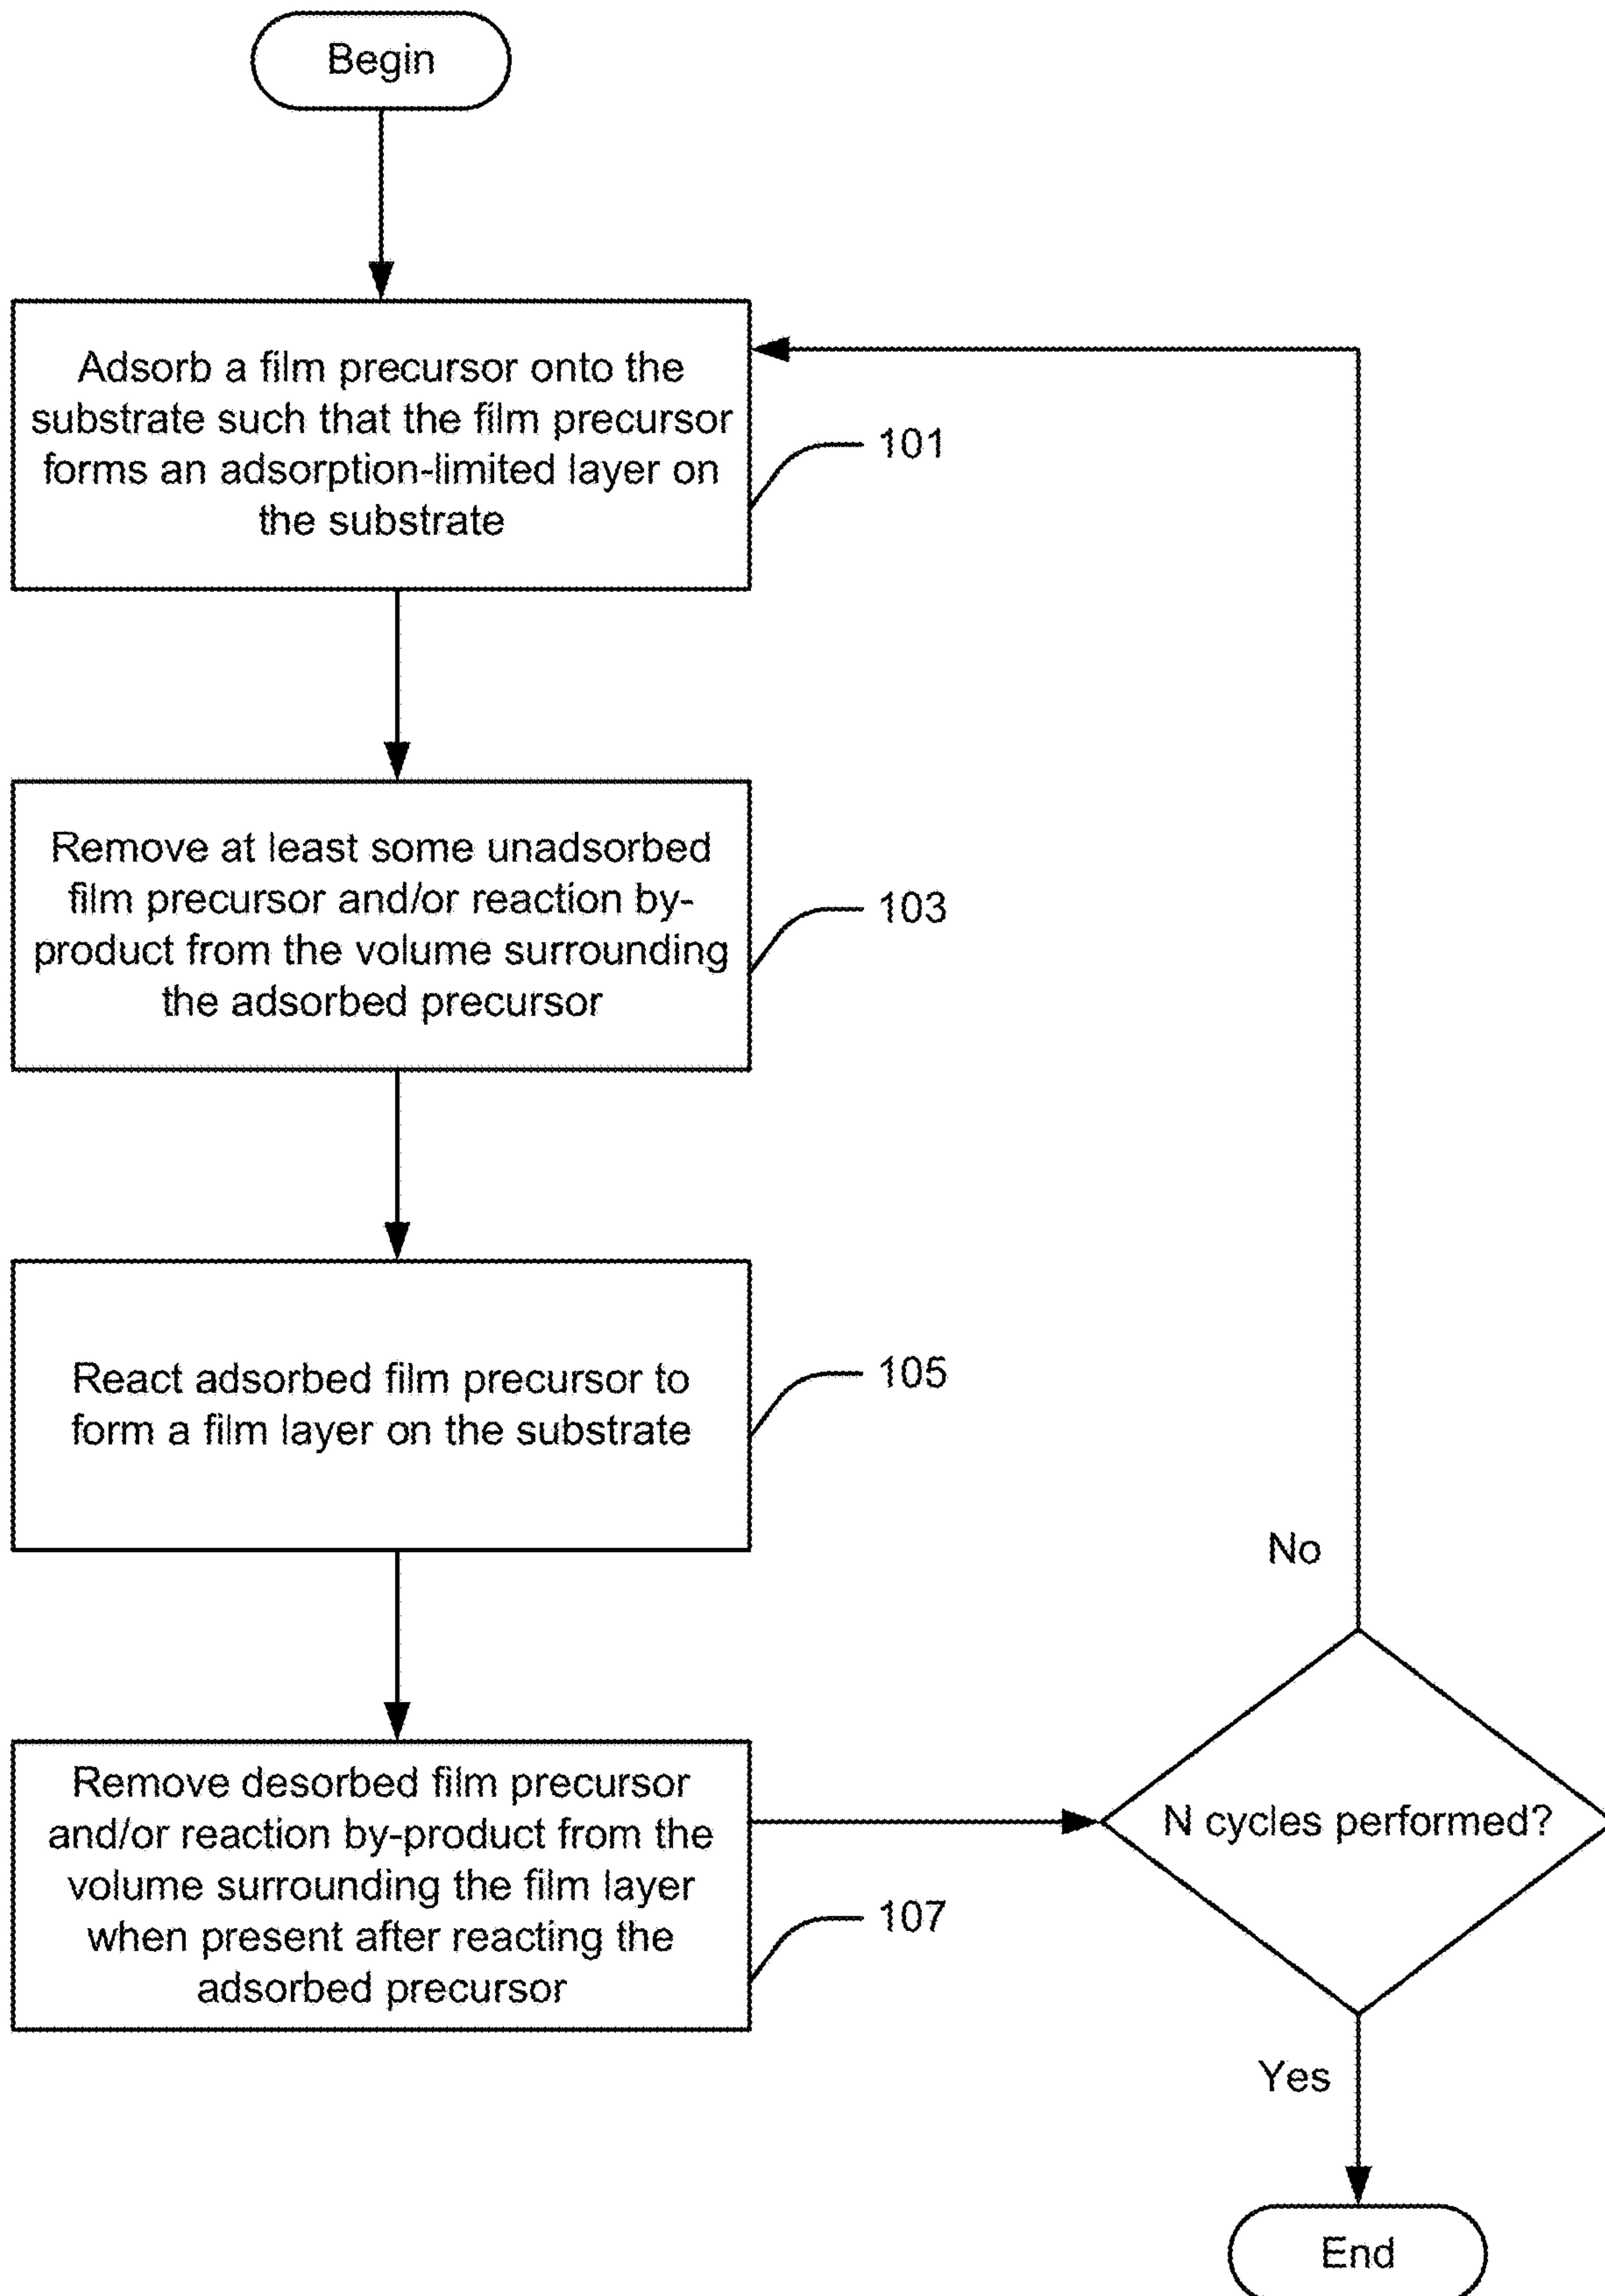 Begin
Adsorb a film precursor onto the
substrate such that the film precursor
forms an adsorption-limited layer on
the substrate
101
Remove at least some unadsorbed
film precursor and/or reaction by-
product from the volume surrounding
the adsorbed precursor
103
React adsorbed film precursor to
form a film layer on the substrate
105
No
Remove desorbed film precursor
and/or reaction by-product from the
volume surrounding the film layer
when present after reacting the
adsorbed precursor
107
N cycles performed?
Yes
End